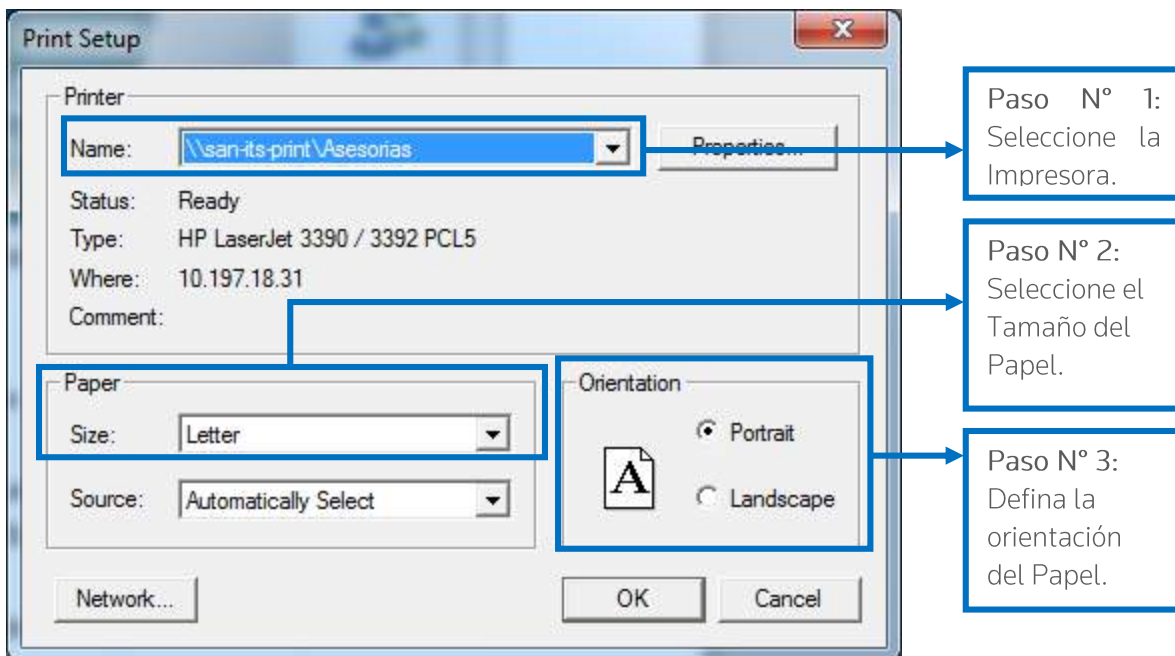 Print Setup
Printer
Name: \\san-its-print\Asesorias Properties...
Status: Ready
Type: HP LaserJet 3390 / 3392 PCL5
Where: 10.197.18.31
Comment:
Paper
Size: Letter
Source: Automatically Select
Orientation
A
Portrait
Landscape
Network...
OK Cancel
Paso N° 1:
Seleccione la
Impresora.
Paso N° 2:
Seleccione el
Tamaño del
Papel.
Paso N° 3:
Defina la
orientación
del Papel.